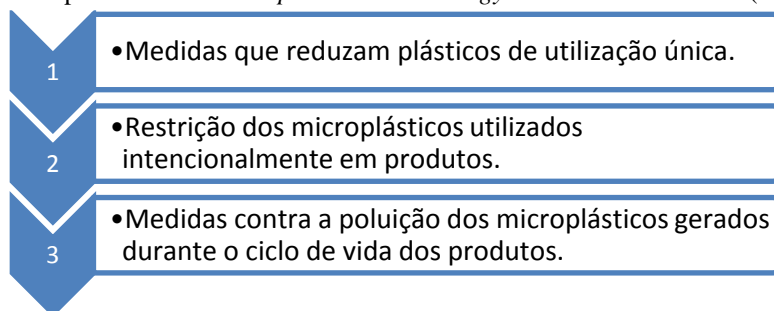 1
•Medidas que reduzam plásticos de utilização única.
2
•Restrição dos microplásticos utilizados
intencionalmente em produtos.
3
•Medidas contra a poluição dos microplásticos gerados
durante o ciclo de vida dos produtos.